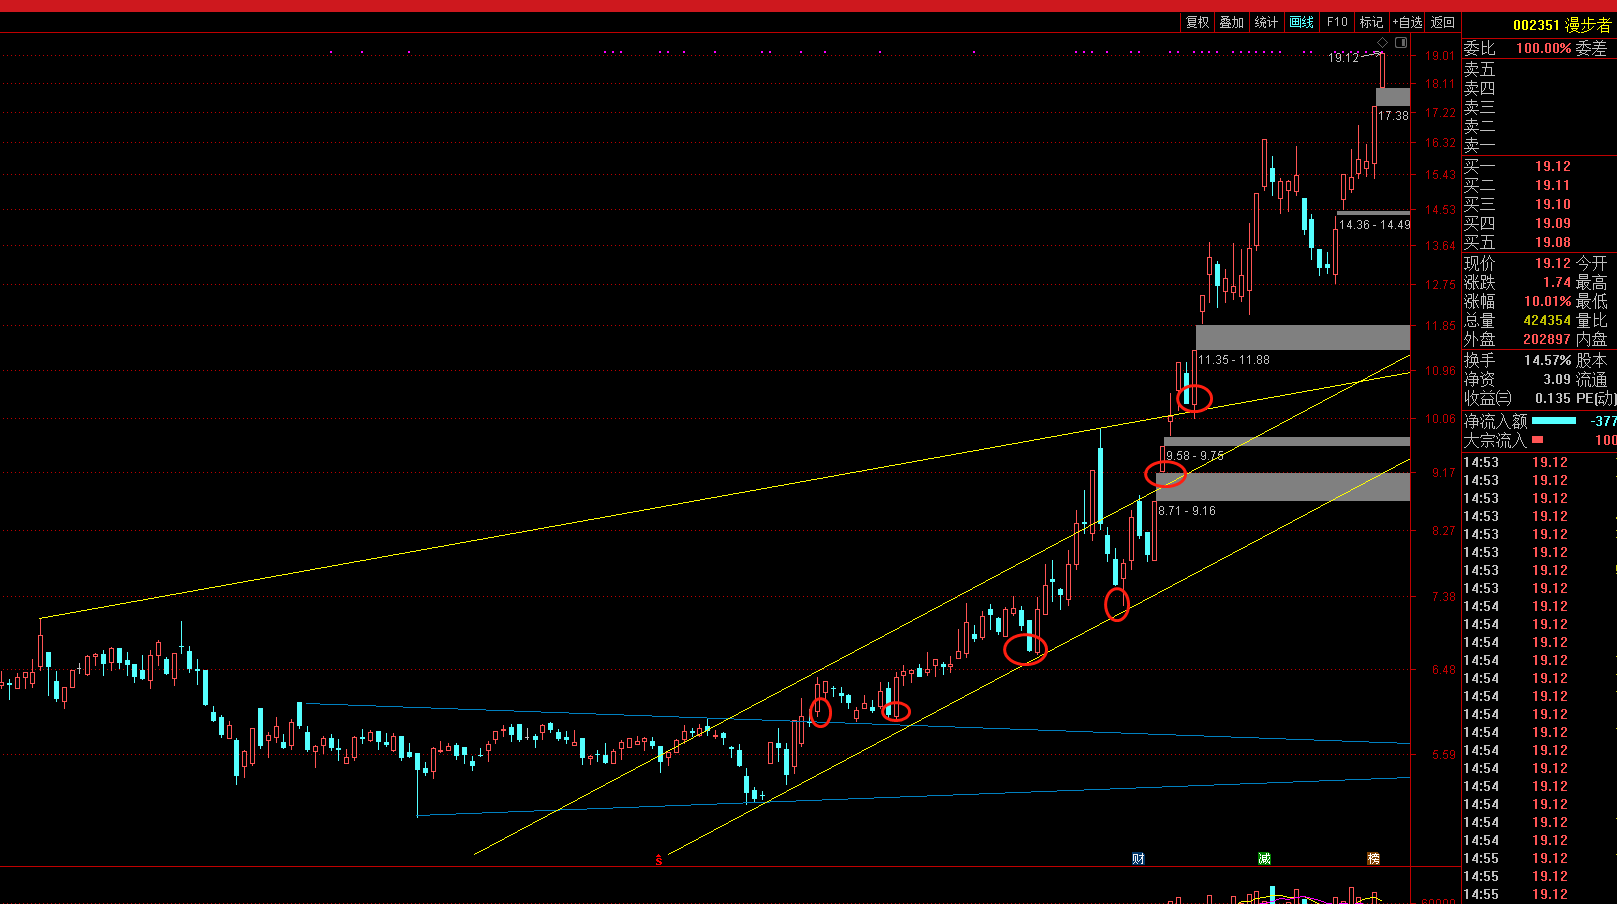 复权 叠加 统计 画线 F10 标记 +自选 返回
002351 漫步者
委比 100.00% 委差
卖五
卖四
卖三
卖二
卖一
买一 19.12
买二 19.11
买三 19.10
买四 19.09
买五 19.08
现价 19.12 今开
涨跌 1.74 最高
涨幅 10.01% 最低
总量 424354 量比
外盘 202897 内盘
换手 14.57% 股本
净资 3.09 流通
收益㈢ 0.135 PE(动)
净流入额 -377
大宗流入 100
14:53 19.12
14:53 19.12
14:53 19.12
14:53 19.12
14:53 19.12
14:53 19.12
14:53 19.12
14:53 19.12
14:54 19.12
14:54 19.12
14:54 19.12
14:54 19.12
14:54 19.12
14:54 19.12
14:54 19.12
14:54 19.12
14:54 19.12
14:54 19.12
14:54 19.12
14:54 19.12
14:54 19.12
14:54 19.12
14:55 19.12
14:55 19.12
14:55 19.12
19.01
18.11
17.22
16.32
15.43
14.53
13.64
12.75
11.85
10.96
10.06
9.17
8.27
7.38
6.48
5.59
19.12
17.38
14.36 - 14.49
11.35 - 11.88
9.58 - 9.75
8.71 - 9.16
财
减
榜